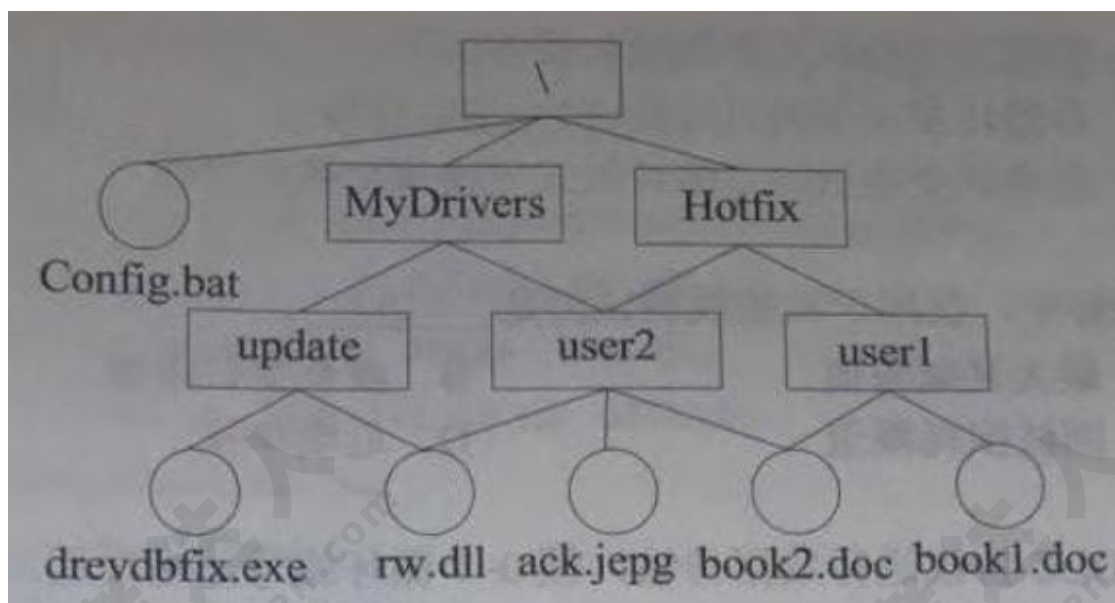 \
MyDrivers Hotfix
Config.bat
update user2 user1
drevdbfix.exe rw.dll ack.jepg book2.doc book1.doc